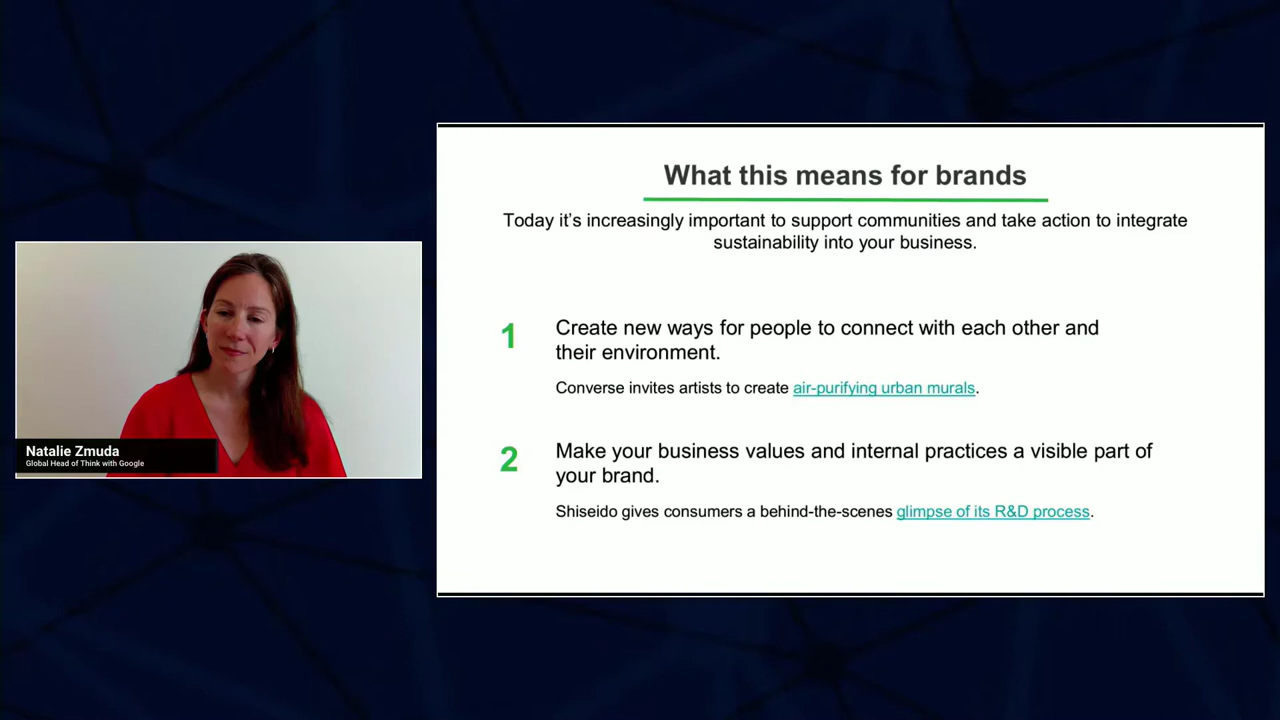 What this means for brands
Today it’s increasingly important to support communities and take action to integrate
sustainability into your business.
1
Create new ways for people to connect with each other and
their environment.
Converse invites artists to create air-purifying urban murals.
2
Make your business values and internal practices a visible part of
your brand.
Shiseido gives consumers a behind-the-scenes glimpse of its R&D process.
Natalie Zmuda
Global Head of Think with Google